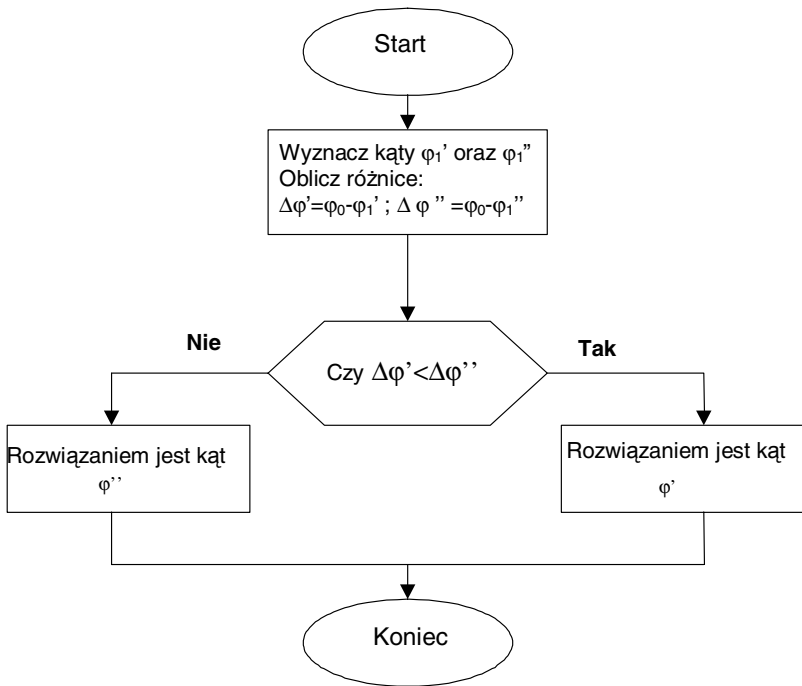 Start
Wyznacz kąty φ₁’ oraz φ₁”
Oblicz różnice:
Δφ’=φ₀-φ₁’ ; Δ φ ’’ =φ₀-φ₁’’
Nie
Czy Δφ’<Δφ’’
Tak
Rozwiązaniem jest kąt
φ’’
Rozwiązaniem jest kąt
φ’
Koniec